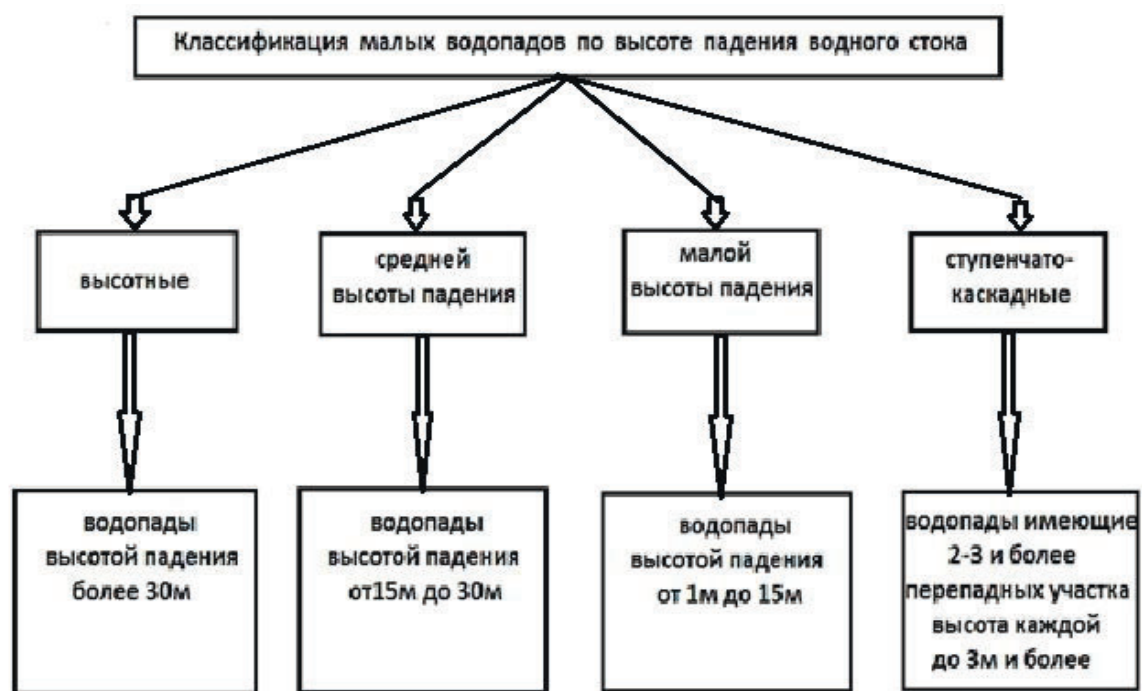 Классификация малых водопадов по высоте падения водного стока
высотные
средней
высоты падения
малой
высоты падения
ступенчато-
каскадные
водопады
высотой падения
более 30м
водопады
высотой падения
от15м до 30м
водопады
высотой падения
от 1м до 15м
водопады имеющие
2-3 и более
перепадных участка
высота каждой
до 3м и более